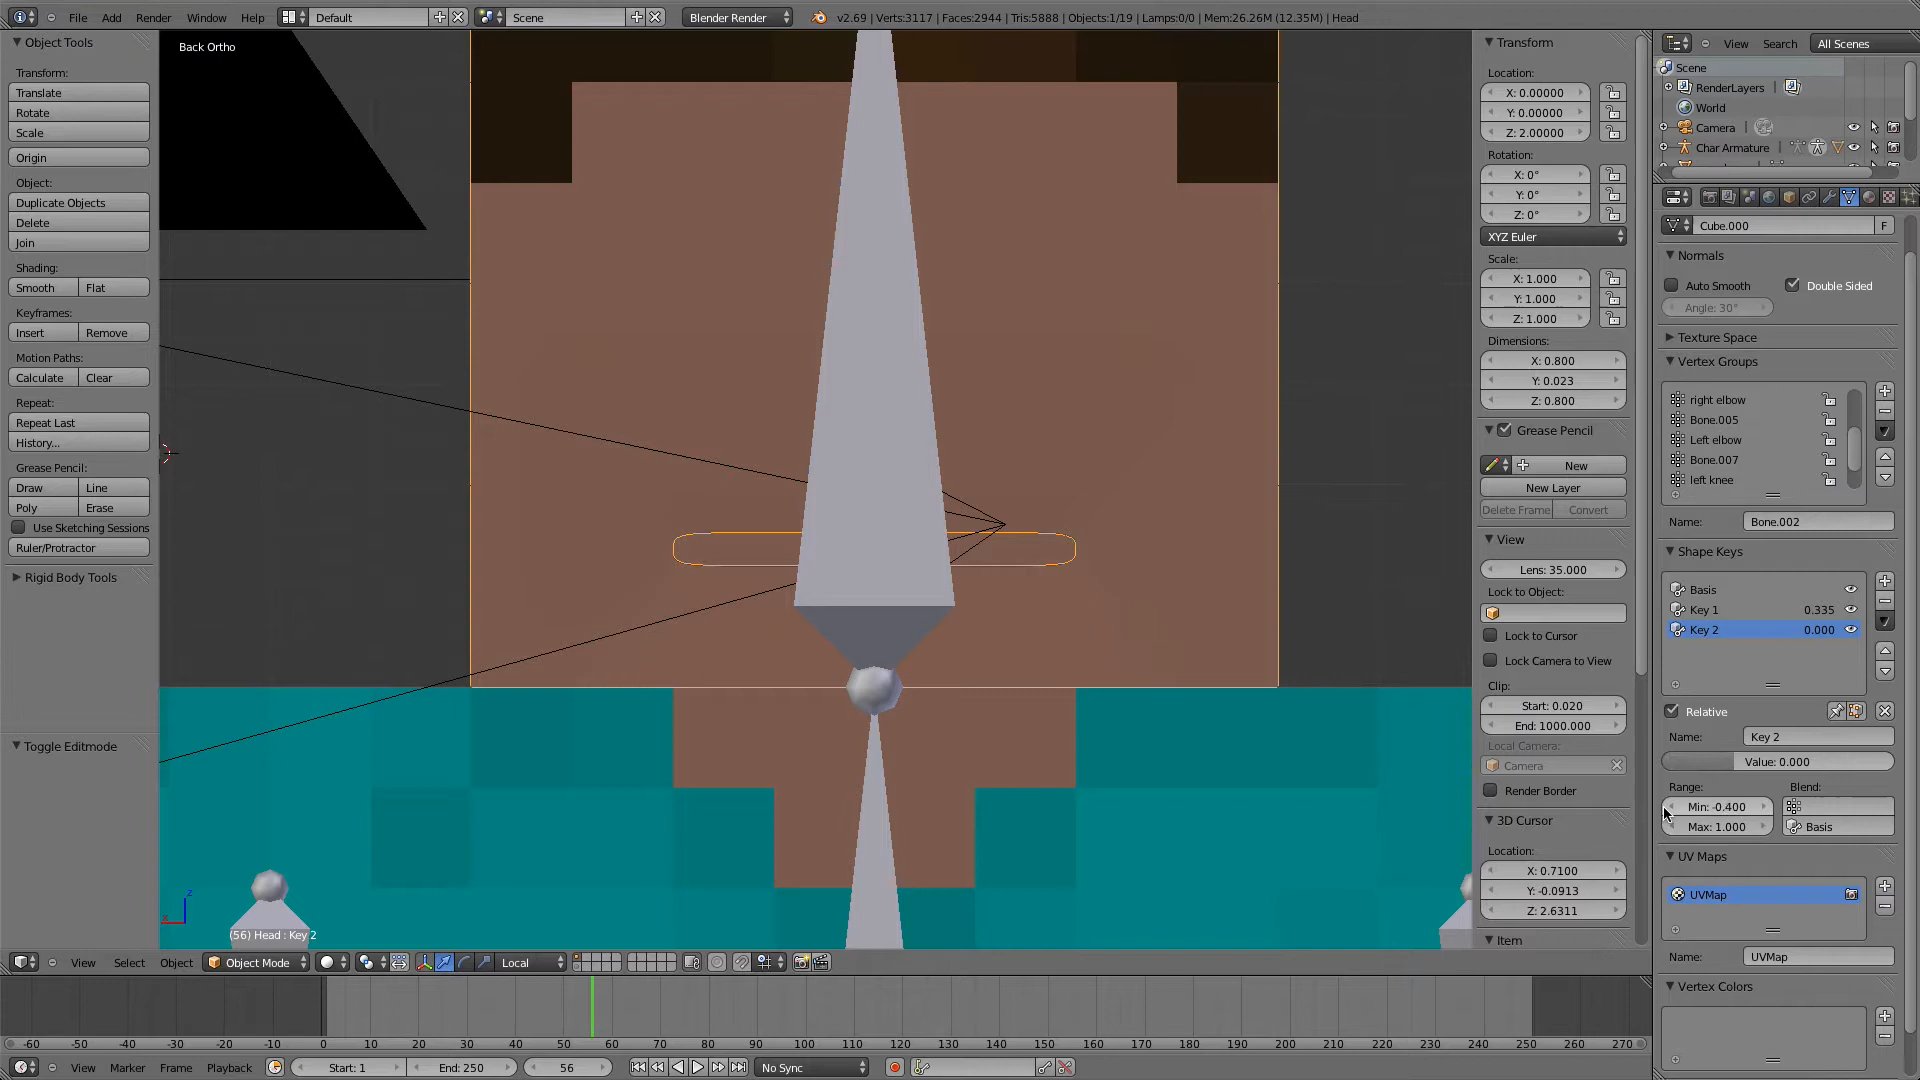 File Add Render Window Help Default Scene Blender Render v2.69 | Verts:3117 | Faces:2944 | Tris:5888 | Objects:1/19 | Lamps:0/0 | Mem:26.26M (12.35M) | Head
Object Tools
Transform:
Translate
Rotate
Scale
Origin
Object:
Duplicate Objects
Delete
Join
Shading:
Smooth Flat
Keyframes:
Insert Remove
Motion Paths:
Calculate Clear
Repeat:
Repeat Last
History...
Grease Pencil:
Draw Line
Poly Erase
Use Sketching Sessions
Ruler/Protractor
Rigid Body Tools
Toggle Editmode
Back Ortho
x
z
(56) Head : Key 2
Transform
Location:
X: 0.00000
Y: 0.00000
Z: 2.00000
Rotation:
X: 0°
Y: 0°
Z: 0°
XYZ Euler
Scale:
X: 1.000
Y: 1.000
Z: 1.000
Dimensions:
X: 0.800
Y: 0.023
Z: 0.800
Grease Pencil
New
New Layer
Delete Frame Convert
View
Lens: 35.000
Lock to Object:
Lock to Cursor
Lock Camera to View
Clip:
Start: 0.020
End: 1000.000
Local Camera:
Camera
Render Border
3D Cursor
Location:
X: 0.7100
Y: -0.0913
Z: 2.6311
Item
View Search All Scenes
Scene
RenderLayers |
World
Camera |
Char Armature |
Cube.000 F
Normals
Auto Smooth Double Sided
Angle: 30°
Texture Space
Vertex Groups
right elbow
Bone.005
Left elbow
Bone.007
left knee
Name: Bone.002
Shape Keys
Basis
Key 1 0.335
Key 2 0.000
Relative
Name: Key 2
Value: 0.000
Range: Blend:
Min: -0.400
Max: 1.000 Basis
UV Maps
UVMap
Name: UVMap
Vertex Colors
View Select Object Object Mode Local
-60 -50 -40 -30 -20 -10 0 10 20 30 40 50 60 70 80 90 100 110 120 130 140 150 160 170 180 190 200 210 220 230 240 250 260 270
View Marker Frame Playback Start: 1 End: 250 56 No Sync